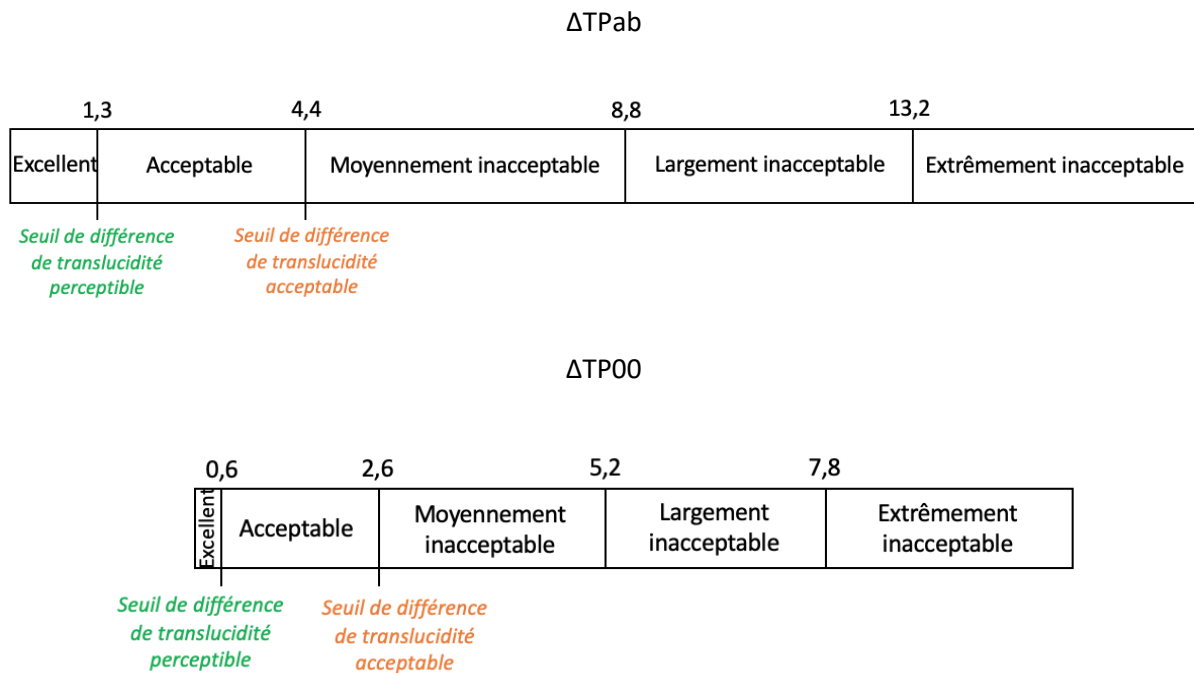 ΔTPab
1,3 4,4 8,8 13,2
Excellent Acceptable Moyennement inacceptable Largement inacceptable Extrêmement inacceptable
Seuil de différence
de translucidité
perceptible
Seuil de différence
de translucidité
acceptable
ΔTP00
0,6 2,6 5,2 7,8
Excellent
Acceptable
Moyennement
inacceptable
Largement
inacceptable
Extrêmement
inacceptable
Seuil de différence
de translucidité
perceptible
Seuil de différence
de translucidité
acceptable